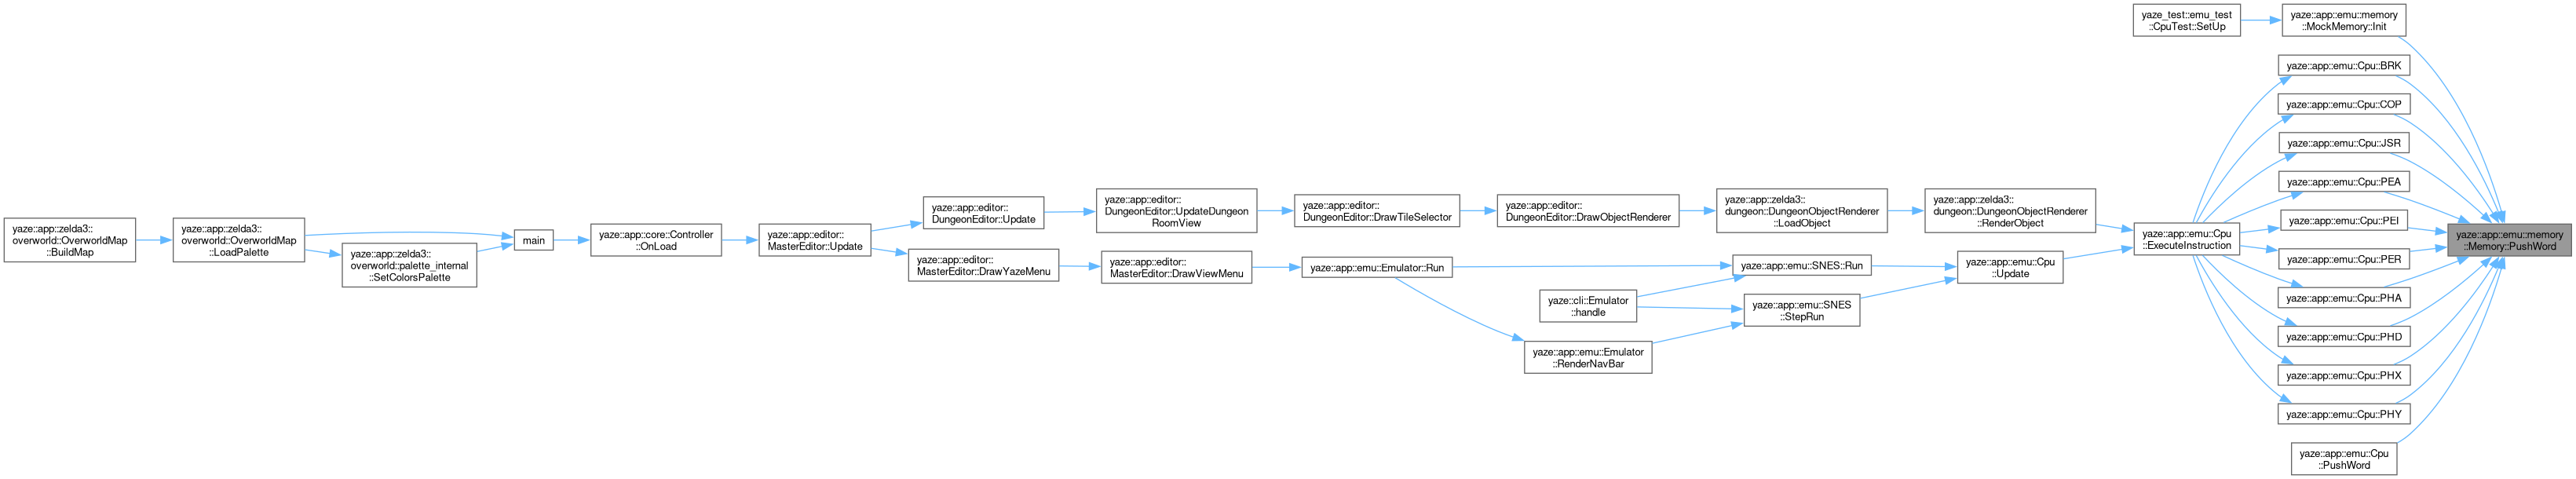 yaze::app::zelda3::
overworld::OverworldMap
::BuildMap
yaze::app::zelda3::
overworld::OverworldMap
::LoadPalette
yaze::app::zelda3::
overworld::palette_internal
::SetColorsPalette
main
yaze::app::core::Controller
::OnLoad
yaze::app::editor::
MasterEditor::Update
yaze::app::editor::
DungeonEditor::Update
yaze::app::editor::
MasterEditor::DrawYazeMenu
yaze::app::editor::
DungeonEditor::UpdateDungeon
RoomView
yaze::app::editor::
MasterEditor::DrawViewMenu
yaze::app::editor::
DungeonEditor::DrawTileSelector
yaze::app::emu::Emulator::Run
yaze::app::editor::
DungeonEditor::DrawObjectRenderer
yaze::cli::Emulator
::handle
yaze::app::emu::Emulator
::RenderNavBar
yaze::app::zelda3::
dungeon::DungeonObjectRenderer
::LoadObject
yaze::app::emu::SNES::Run
yaze::app::emu::SNES
::StepRun
yaze::app::zelda3::
dungeon::DungeonObjectRenderer
::RenderObject
yaze::app::emu::Cpu
::Update
yaze_test::emu_test
::CpuTest::SetUp
yaze::app::emu::Cpu
::ExecuteInstruction
yaze::app::emu::memory
::MockMemory::Init
yaze::app::emu::Cpu::BRK
yaze::app::emu::Cpu::COP
yaze::app::emu::Cpu::JSR
yaze::app::emu::Cpu::PEA
yaze::app::emu::Cpu::PEI
yaze::app::emu::Cpu::PER
yaze::app::emu::Cpu::PHA
yaze::app::emu::Cpu::PHD
yaze::app::emu::Cpu::PHX
yaze::app::emu::Cpu::PHY
yaze::app::emu::Cpu
::PushWord
yaze::app::emu::memory
::Memory::PushWord